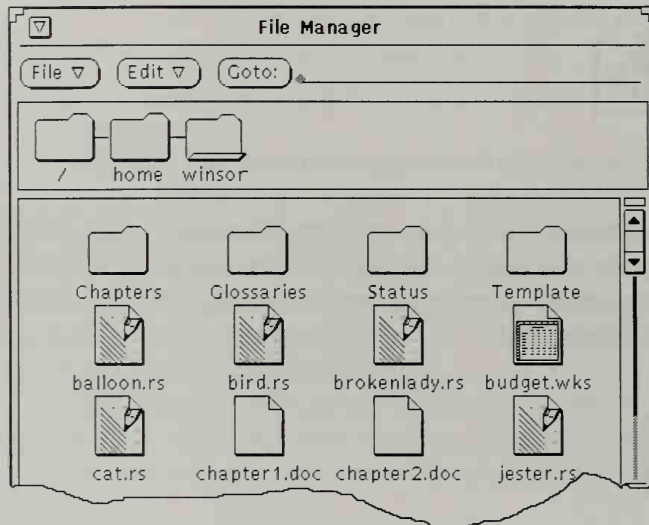 File Manager
File Edit Goto:
/ home winsor
Chapters Glossaries Status Template
balloon.rs bird.rs brokenlady.rs budget.wks
cat.rs chapter1.doc chapter2.doc jester.rs